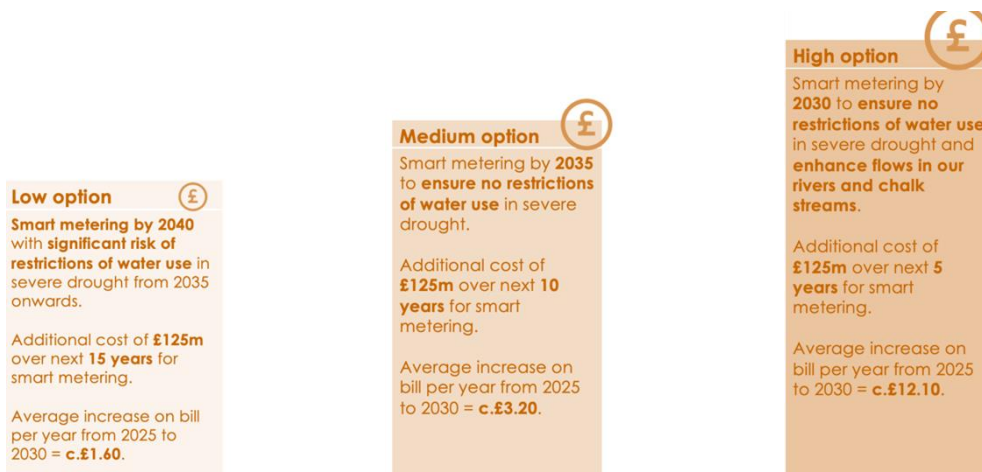 Low option
£
Smart metering by 2040
with significant risk of
restrictions of water use in
severe drought from 2035
onwards.
Additional cost of £125m
over next 15 years for
smart metering.
Average increase on bill
per year from 2025 to
2030 = c.£1.60.
Medium option
£
Smart metering by 2035
to ensure no restrictions
of water use in severe
drought.
Additional cost of
£125m over next 10
years for smart
metering.
Average increase on
bill per year from 2025
to 2030 = c.£3.20.
High option
£
Smart metering by
2030 to ensure no
restrictions of water use
in severe drought and
enhance flows in our
rivers and chalk
streams.
Additional cost of
£125m over next 5
years for smart
metering.
Average increase on
bill per year from 2025
to 2030 = c.£12.10.